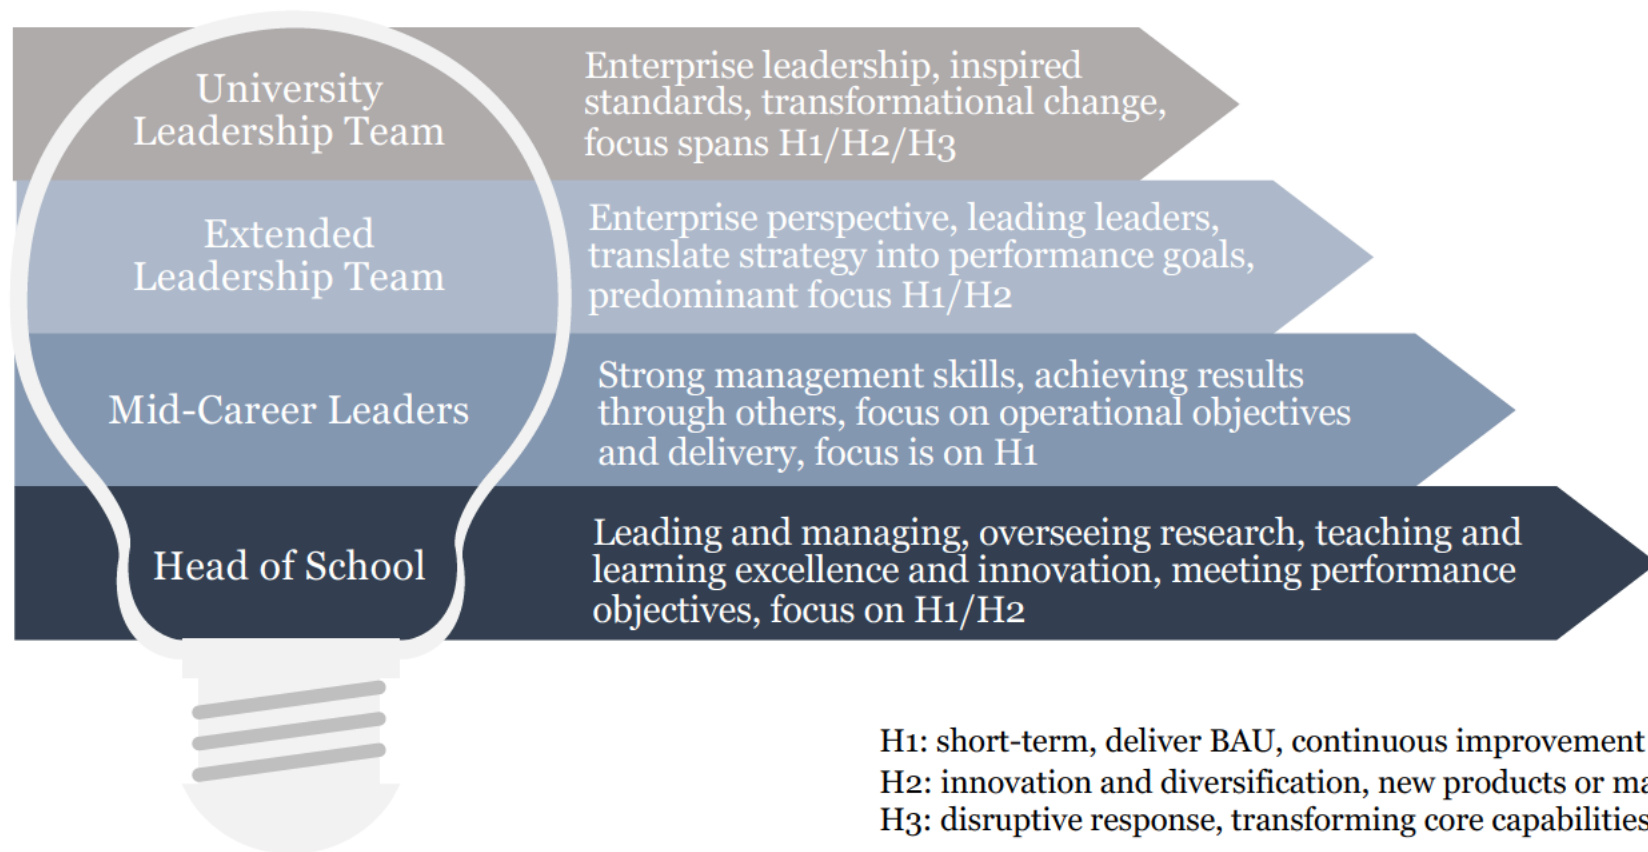 University
Leadership Team
Enterprise leadership, inspired
standards, transformational change,
focus spans H1/H2/H3
Extended
Leadership Team
Enterprise perspective, leading leaders,
translate strategy into performance goals,
predominant focus H1/H2
Mid-Career Leaders
Strong management skills, achieving results
through others, focus on operational objectives
and delivery, focus is on H1
Head of School
Leading and managing, overseeing research, teaching and
learning excellence and innovation, meeting performance
objectives, focus on H1/H2
H1: short-term, deliver BAU, continuous improvement
H2: innovation and diversification, new products or
H3: disruptive response, transforming core capabilities